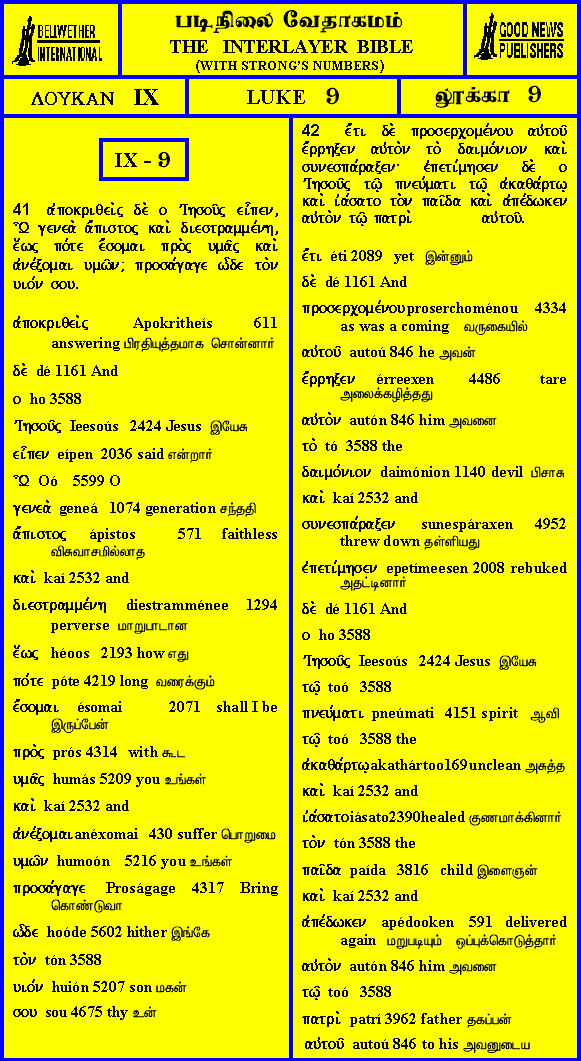 BELLWETHER
INTERNATIONAL
படிநிலை வேதாகமம்
THE INTERLAYER BIBLE
(WITH STRONG'S NUMBERS)
GOOD NEWS
PUBLISHERS
ΛΟΥΚΑΝ IX
LUKE 9
லூக்கா 9
IX - 9
41 ἀποκριθεὶς δὲ ο Ἰησοῦς εἶπεν,
Ὦ γενεὰ ἄπιστος καὶ διεστραμμένη,
ἕως πότε ἔσομαι πρὸς υμᾶς καὶ
ἀνέξομαι υμῶν; προσάγαγε ὧδε τὸν
υιόν σου.
ἀποκριθεὶς Apokritheís 611
answering பிரதியுத்தமாக சொன்னார்
δὲ dé 1161 And
ο ho 3588
Ἰησοῦς Ieesoús 2424 Jesus இயேசு
εἶπεν eípen 2036 said என்றார்
Ὦ Oó 5599 O
γενεὰ geneá 1074 generation சந்ததி
ἄπιστος ápistos 571 faithless
விசுவாசமில்லாத
καὶ kaí 2532 and
διεστραμμένη diestramménee 1294
perverse மாறுபாடான
ἕως héoos 2193 how எது
πότε póte 4219 long வரைக்கும்
ἔσομαι ésomai 2071 shall I be
இருப்பேன்
πρὸς prós 4314 with கூட
υμᾶς humás 5209 you உங்கள்
καὶ kaí 2532 and
ἀνέξομαι anéxomai 430 suffer பொறுமை
υμῶν humoón 5216 you உங்கள்
προσάγαγε Proságage 4317 Bring
கொண்டுவா
ὧδε hoóde 5602 hither இங்கே
τὸν tón 3588
υιόν huión 5207 son மகன்
σου sou 4675 thy உன்
42 ἔτι δὲ προσερχομένου αὐτοῦ
ἔρρηξεν αὐτὸν τὸ δαιμόνιον καὶ
συνεσπάραξεν· ἐπετίμησεν δὲ ο
Ἰησοῦς τῷ πνεύματι τῷ ἀκαθάρτῳ
καὶ ἰάσατο τὸν παῖδα καὶ ἀπέδωκεν
αὐτὸν τῷ πατρὶ αὐτοῦ.
ἔτι éti 2089 yet இன்னும்
δὲ dé 1161 And
προσερχομένου proserchoménou 4334
as was a coming வருகையில்
αὐτοῦ autoú 846 he அவன்
ἔρρηξεν érreexen 4486 tare
அலைக்கழித்தது
αὐτὸν autón 846 him அவனை
τὸ tó 3588 the
δαιμόνιον daimónion 1140 devil பிசாசு
καὶ kaí 2532 and
συνεσπάραξεν sunespáraxen 4952
threw down தள்ளியது
ἐπετίμησεν epetímeesen 2008 rebuked
அதட்டினார்
δὲ dé 1161 And
ο ho 3588
Ἰησοῦς Ieesoús 2424 Jesus இயேசு
τῷ toó 3588
πνεύματι pneúmati 4151 spirit ஆவி
τῷ toó 3588 the
ἀκαθάρτῳ akathártoo169 unclean அசுத்த
καὶ kaí 2532 and
ἰάσατο iásato2390healed குணமாக்கினார்
τὸν tón 3588 the
παῖδα paída 3816 child இளைஞன்
καὶ kaí 2532 and
ἀπέδωκεν apédooken 591 delivered
again மறுபடியும் ஒப்புக்கொடுத்தார்
αὐτὸν autón 846 him அவனை
τῷ toó 3588
πατρὶ patrí 3962 father தகப்பன்
αὐτοῦ autoú 846 to his அவனுடைய